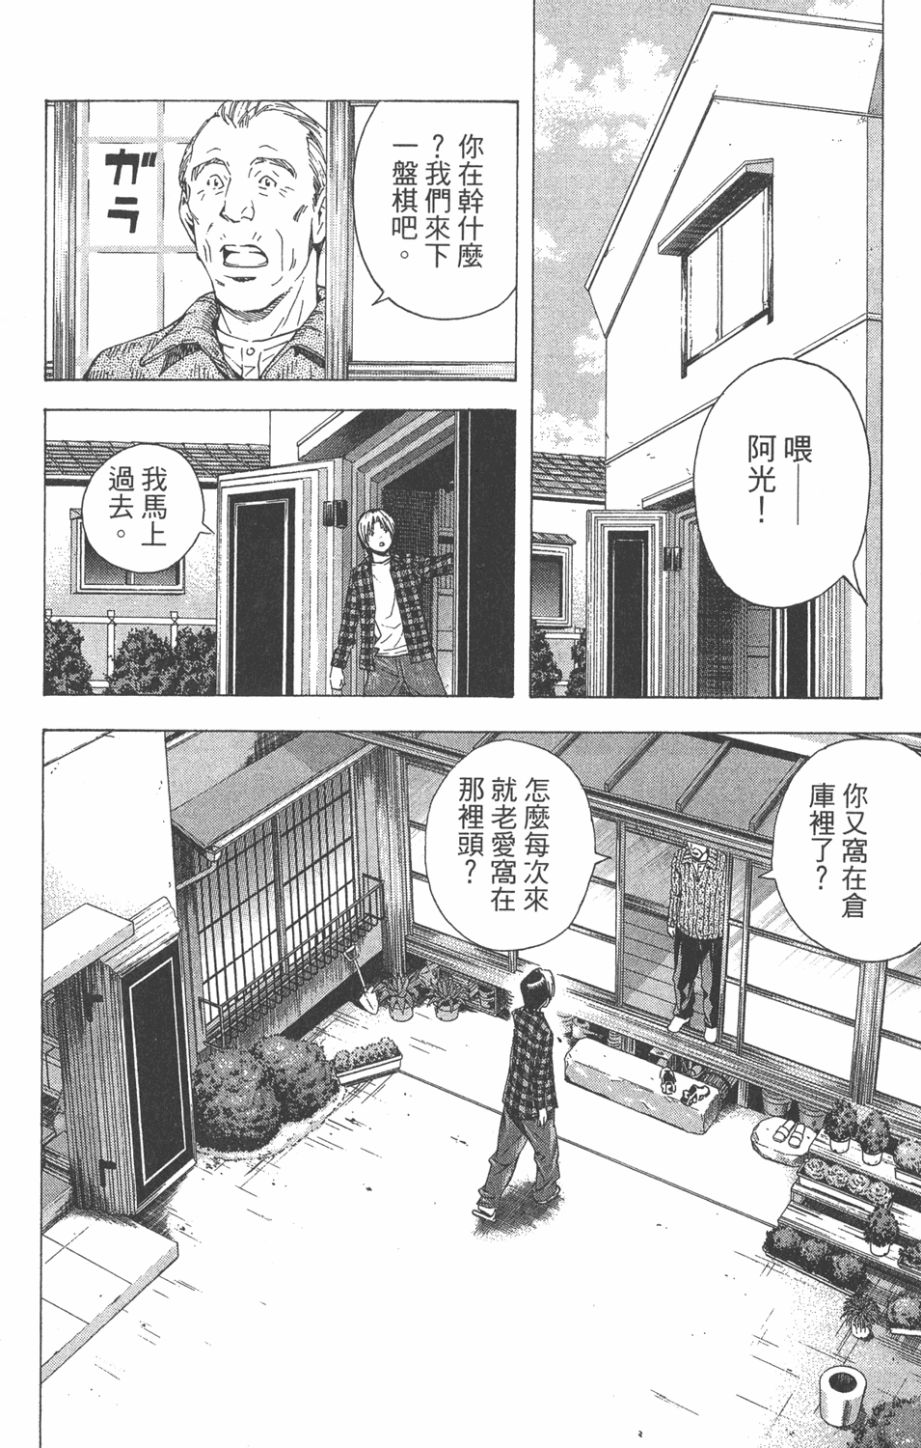 喂——
阿光！
你在幹什麼
？我們來下
一盤棋吧。
ガラ
我馬上
過去。
你又窩在倉
庫裡了？
怎麼每次來
就老愛窩在
那裡頭？